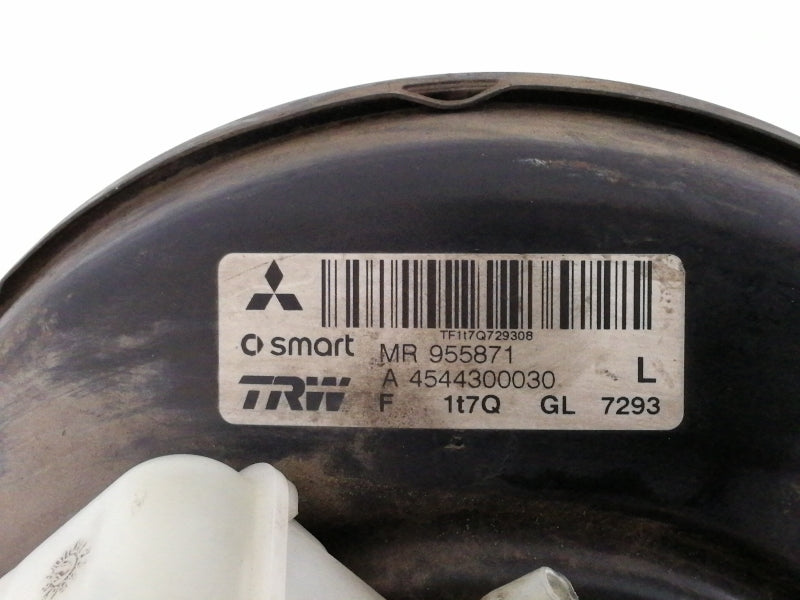 TF1t7Q729308
smart
MR 955871
A 4544300030 L
TRW
F 1t7Q GL 7293